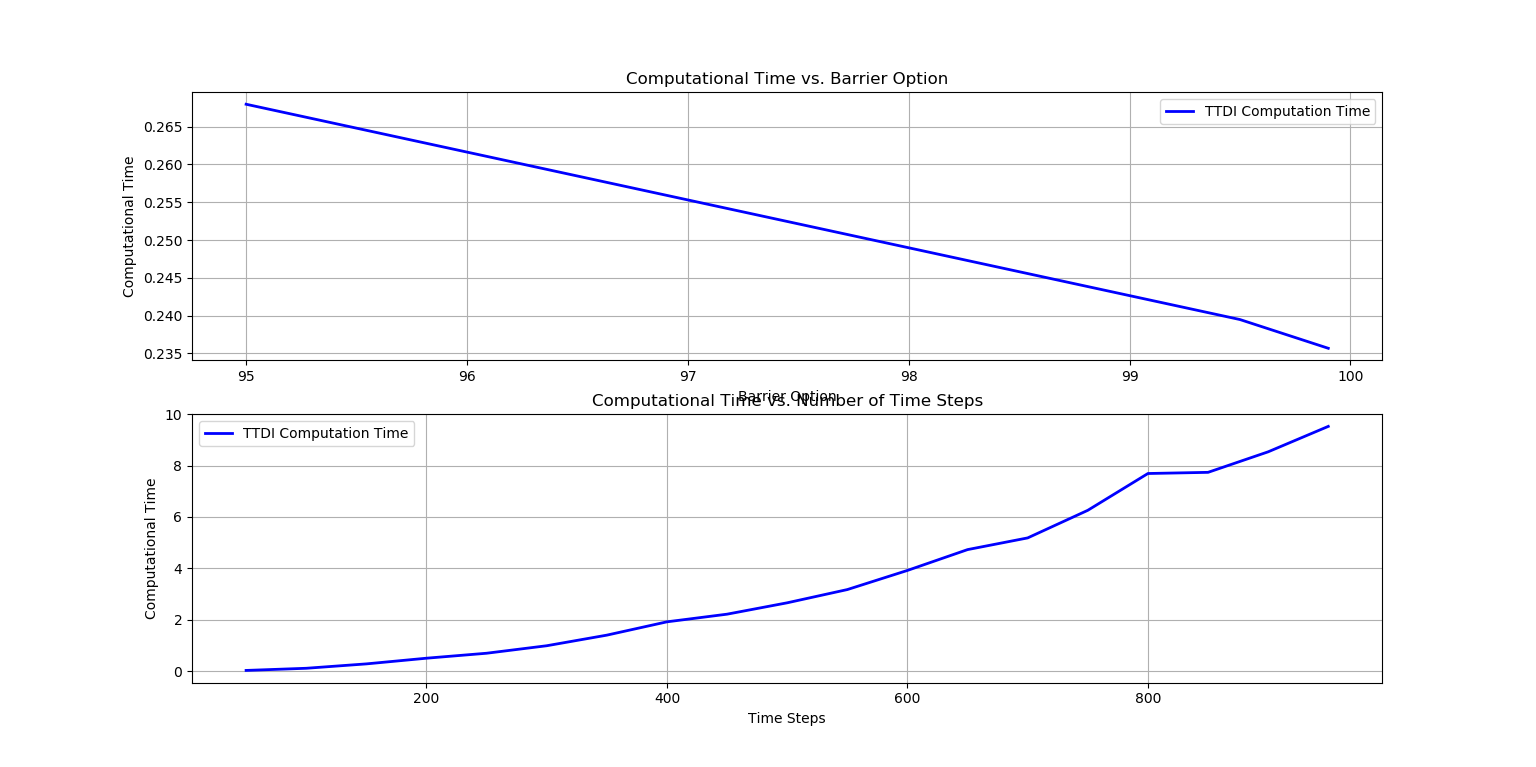 Computational Time vs. Barrier Option
TTDI Computation Time
Computational Time
0.265
0.260
0.255
0.250
0.245
0.240
0.235
95 96 97 98 99 100
Barrier Option
Computational Time vs. Number of Time Steps
TTDI Computation Time
Computational Time
10
8
6
4
2
0
200 400 600 800
Time Steps